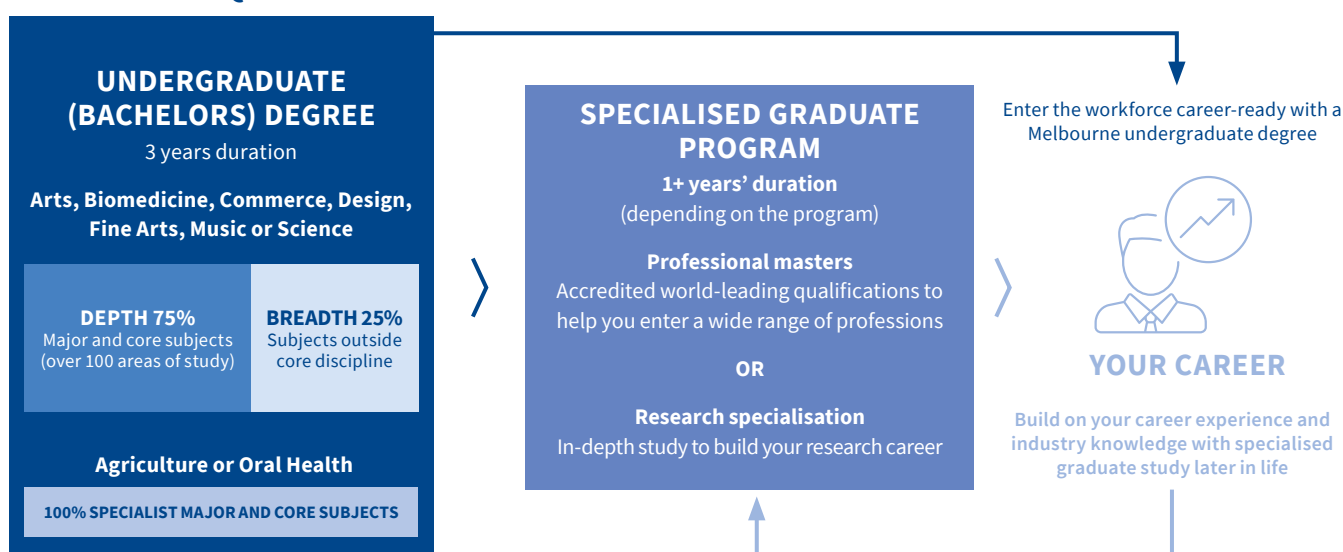 UNDERGRADUATE
(BACHELORS) DEGREE
3 years duration
Arts, Biomedicine, Commerce, Design,
Fine Arts, Music or Science
DEPTH 75%
Major and core subjects
(over 100 areas of study)
BREADTH 25%
Subjects outside
core discipline
Agriculture or Oral Health
100% SPECIALIST MAJOR AND CORE SUBJECTS
SPECIALISED GRADUATE
PROGRAM
1+ years’ duration
(depending on the program)
Professional masters
Accredited world-leading qualifications to
help you enter a wide range of professions
OR
Research specialisation
In-depth study to build your research career
Enter the workforce career-ready with a
Melbourne undergraduate degree
YOUR CAREER
Build on your career experience and
industry knowledge with specialised
graduate study later in life